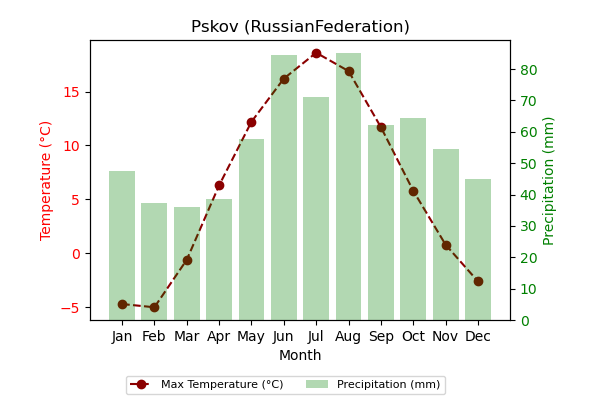 Pskov (RussianFederation)
Temperature (°C)
15
10
5
0
−5
80
70
60
50
40
30
20
10
0
Precipitation (mm)
Jan Feb Mar Apr May Jun Jul Aug Sep Oct Nov Dec
Month
Max Temperature (°C) Precipitation (mm)